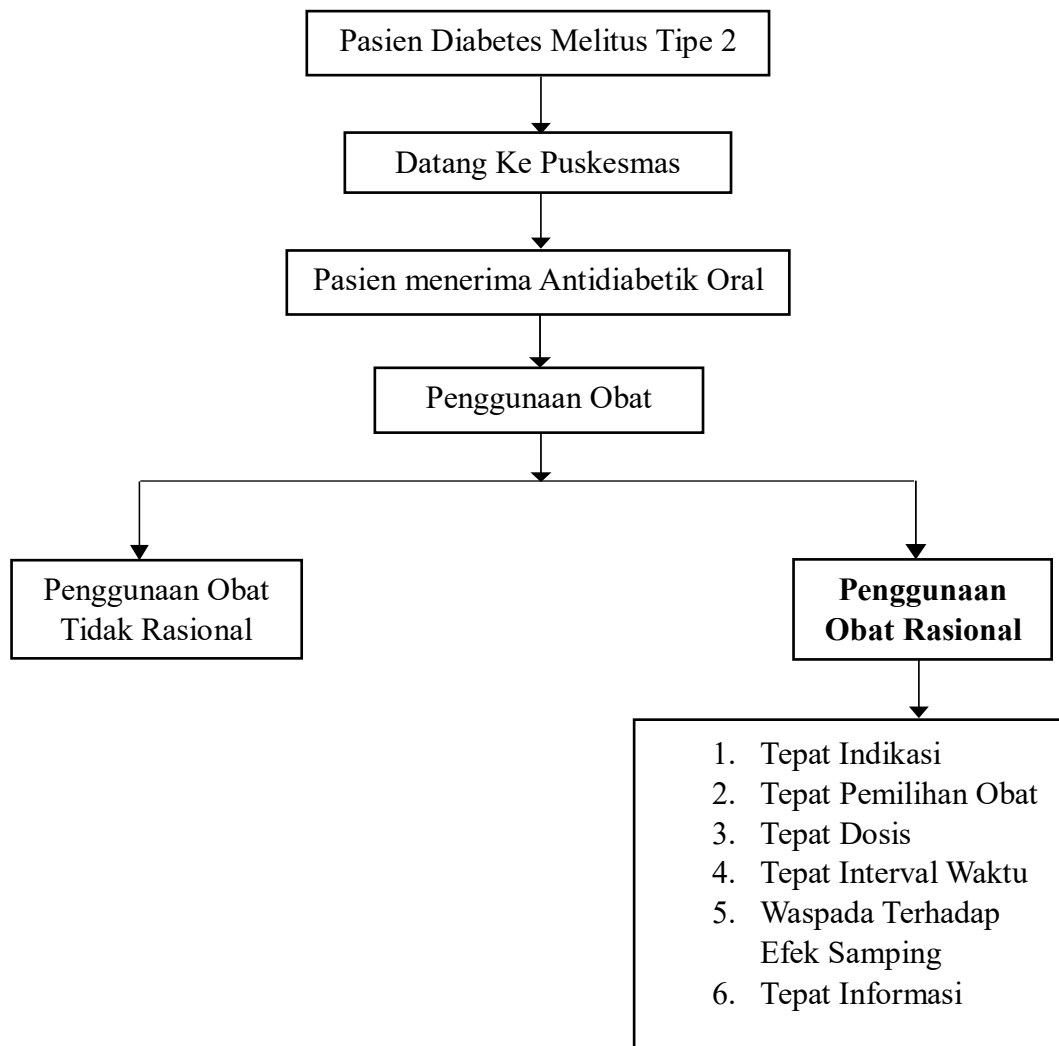 Pasien Diabetes Melitus Tipe 2
Datang Ke Puskesmas
Pasien menerima Antidiabetik Oral
Penggunaan Obat
Penggunaan Obat
Tidak Rasional
Penggunaan
Obat Rasional
1. Tepat Indikasi
2. Tepat Pemilihan Obat
3. Tepat Dosis
4. Tepat Interval Waktu
5. Waspada Terhadap
Efek Samping
6. Tepat Informasi